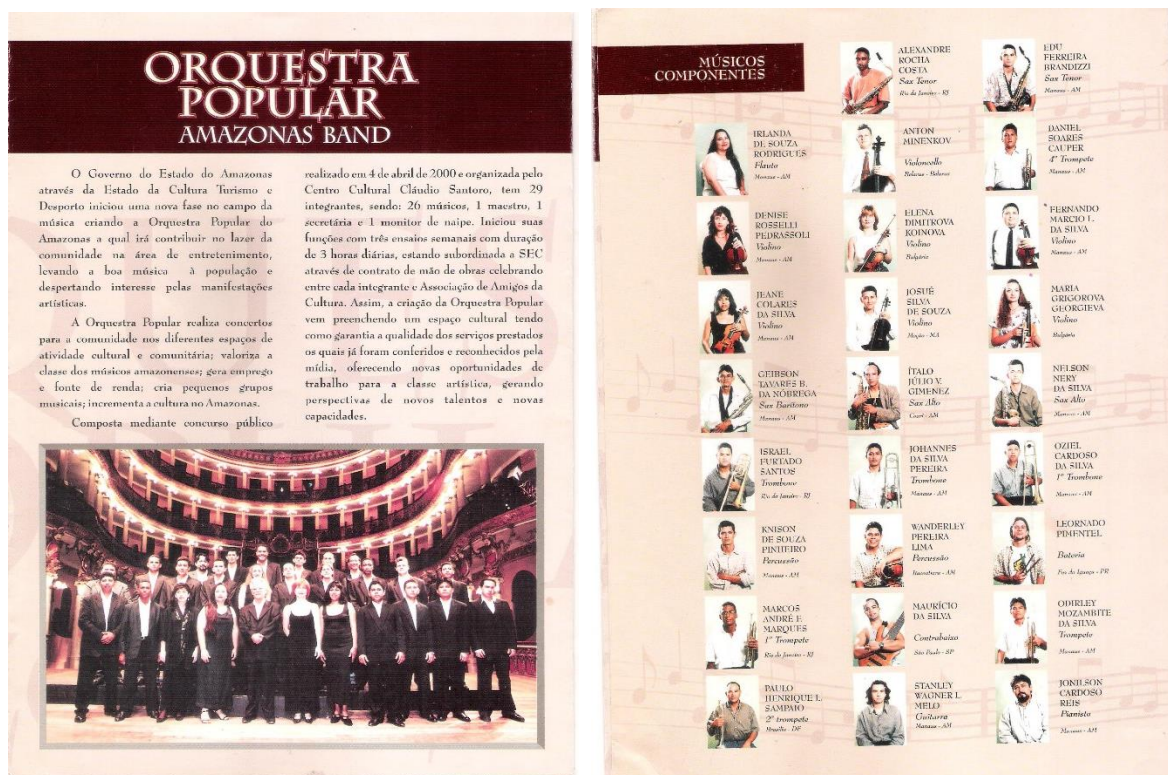 ORQUESTRA
POPULAR
AMAZONAS BAND
O Governo do Estado do Amazonas
através da Estado da Cultura Turismo e
Desporto iniciou uma nova fase no campo da
música criando a Orquestra Popular do
Amazonas a qual irá contribuir no lazer da
comunidade na área de entretenimento,
levando a boa música à população e
despertando interesse pelas manifestações
artísticas.
A Orquestra Popular realiza concertos
para a comunidade nos diferentes espaços de
atividade cultural e comunitária; valoriza a
classe dos músicos amazonenses; gera emprego
e fonte de renda; cria pequenos grupos
musicais; incrementa a cultura no Amazonas.
Composta mediante concurso público
realizado em 4 de abril de 2000 e organizada pelo
Centro Cultural Cláudio Santoro, tem 29
integrantes, sendo: 26 músicos, 1 maestro, 1
secretária e 1 monitor de naipe. Iniciou suas
funções com três ensaios semanais com duração
de 3 horas diárias, estando subordinada a SEC
através de contrato de mão de obras celebrando
entre cada integrante e Associação de Amigos da
Cultura. Assim, a criação da Orquestra Popular
vem preenchendo um espaço cultural tendo
como garantia a qualidade dos serviços prestados
os quais já foram conferidos e reconhecidos pela
mídia, oferecendo novas oportunidades de
trabalho para a classe artística, gerando
perspectivas de novos talentos e novas
capacidades.
MÚSICOS
COMPONENTES
ALEXANDRE
ROCHA
COSTA
Sax Tenor
Rio de Janeiro - RJ
EDU
FERREIRA
BRANDIZZI
Sax Tenor
Manaus - AM
IRLANDA
DE SOUZA
RODRIGUES
Flauta
Manaus - AM
ANTON
MINENKOV
Violoncello
Belarus - Belarus
DANIEL
SOARES
CAUPER
4º Trompete
Manaus - AM
DENISE
ROSSELLI
PEDRASSOLI
Violino
Manaus - AM
ELENA
DIMITROVA
KOINOVA
Violino
Bulgária
FERNANDO
MARCIO L.
DA SILVA
Violino
Manaus - AM
JEANE
COLARES
DA SILVA
Violino
Manaus - AM
JOSUÉ
SILVA
DE SOUZA
Violino
MARIA
GRIGOROVA
GEORGIEVA
Violino
Bulgária
GEIBSON
TAVARES B.
DA NÓBREGA
Sax Barítono
Manaus - AM
ÍTALO
JÚLIO V.
GIMENEZ
Sax Alto
Coari - AM
NELSON
NERY
DA SILVA
Sax Alto
Manaus - AM
ISRAEL
FURTADO
SANTOS
Trombone
Rio de Janeiro - RJ
JOHANNES
DA SILVA
PEREIRA
Trombone
Manaus - AM
OZIEL
CARDOSO
DA SILVA
1º Trombone
Manaus - AM
KNISON
DE SOUZA
PINHEIRO
Percussão
Manaus - AM
WANDERLEY
PEREIRA
LIMA
Percussão
Itacoatiara - AM
LEORNADO
PIMENTEL
Bateria
Foz do Iguaçu - PR
MARCOS
ANDRÉ F.
MARQUES
1º Trompete
Rio de Janeiro - RJ
MAURÍCIO
DA SILVA
Contrabaixo
São Paulo - SP
ODIRLEY
MOZAMBITE
DA SILVA
Trompete
Manaus - AM
PAULO
HENRIQUE L.
SAMPAIO
2º trompete
Brasília - DF
STANLEY
WAGNER L.
MELO
Guitarra
Manaus - AM
JONILSON
CARDOSO
REIS
Pianista
Manaus - AM